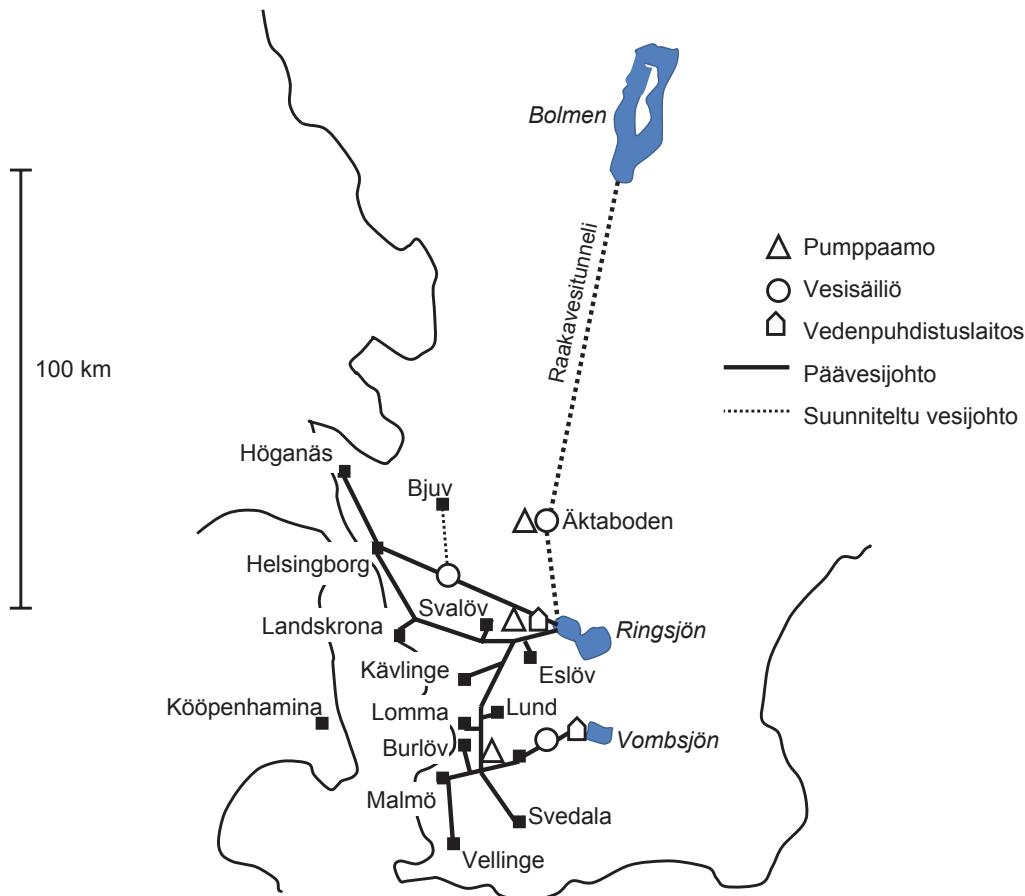 Bolmen
Raakavesitunneli
Pumppaamo
Vesisäiliö
Vedenpuhdistuslaitos
Päävesijohto
Suunniteltu vesijohto
100 km
Höganäs
Bjuv
Äktaboden
Helsingborg
Svalöv
Landskrona
Ringsjön
Kävlinge
Eslöv
Kööpenhamina
Lomma
Lund
Burlöv
Vombsjön
Malmö
Svedala
Vellinge